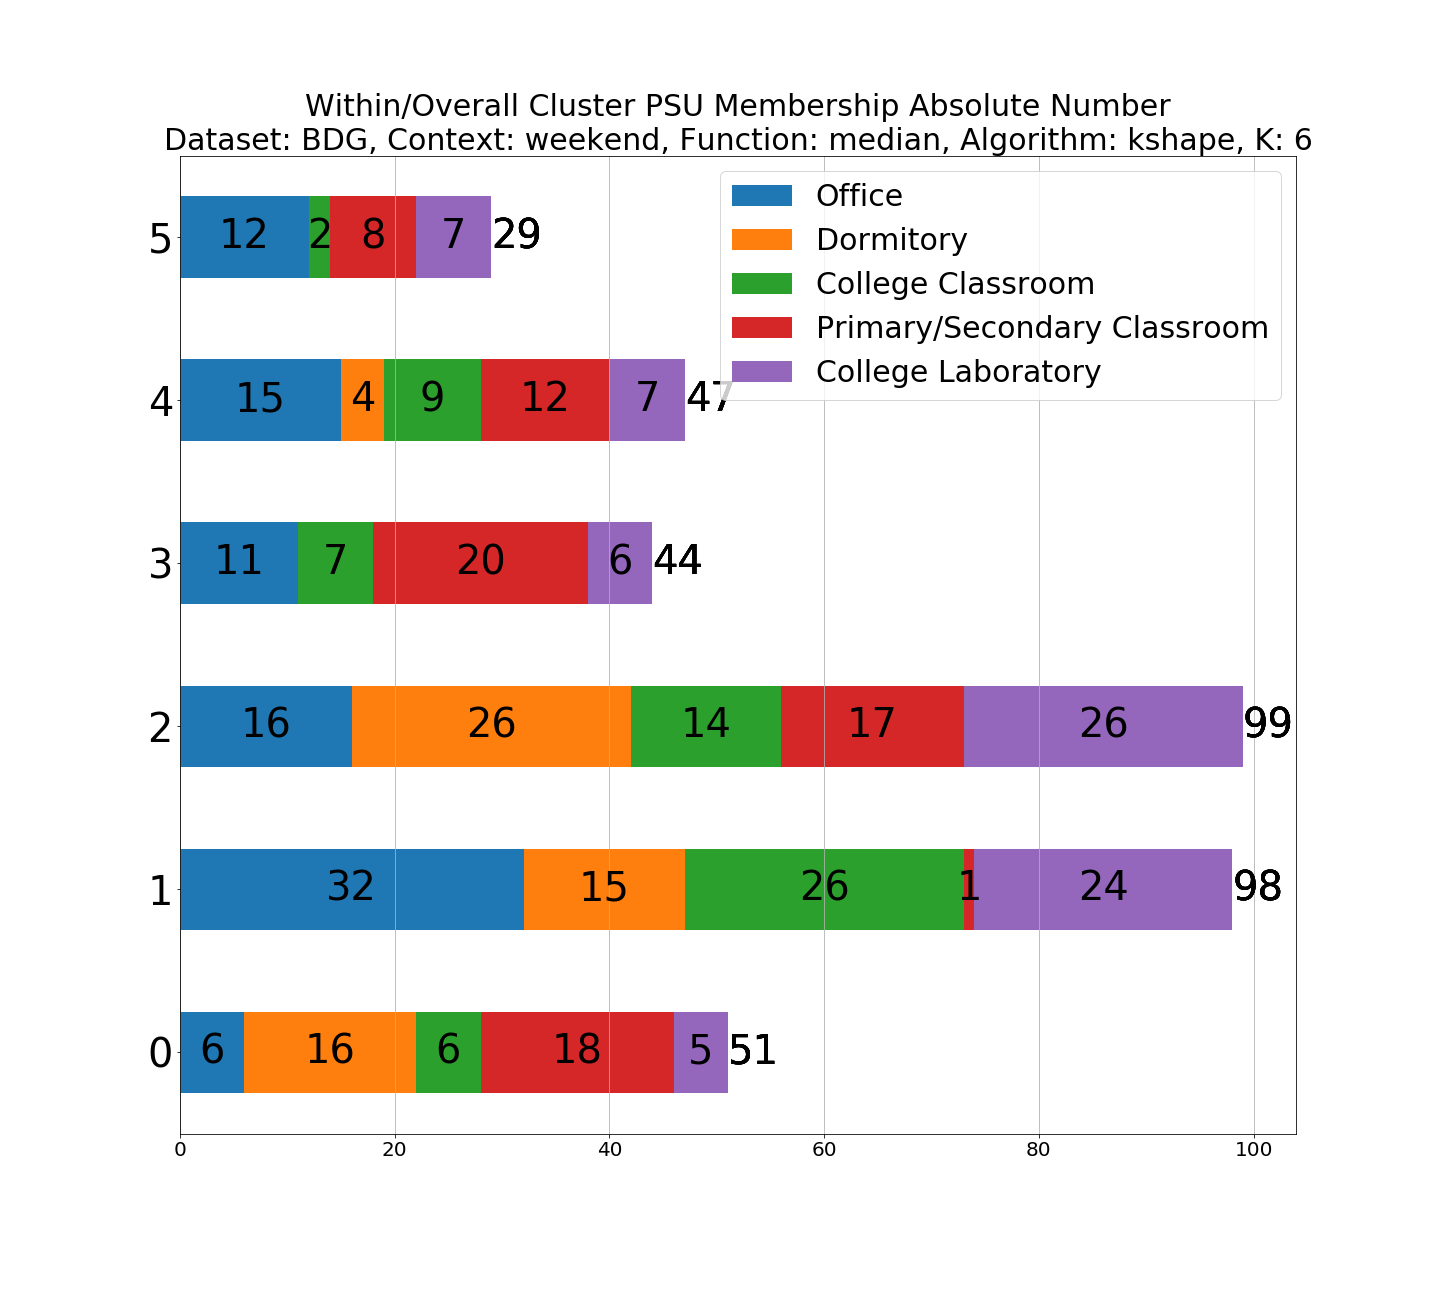 Within/Overall Cluster PSU Membership Absolute Number
Dataset: BDG, Context: weekend, Function: median, Algorithm: kshape, K: 6
Office
Dormitory
College Classroom
Primary/Secondary Classroom
College Laboratory
5 12 2 8 7 29
4 15 4 9 12 7 47
3 11 7 20 6 44
2 16 26 14 17 26 99
1 32 15 26 1 24 98
0 6 16 6 18 5 51
0 20 40 60 80 100